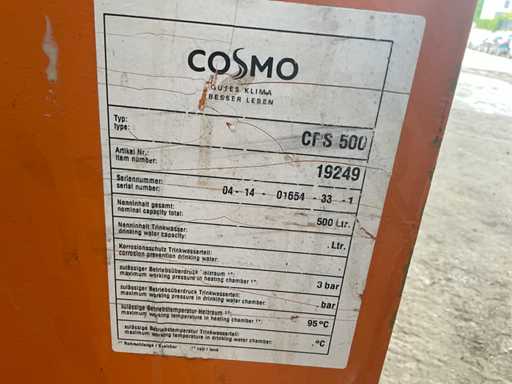 COSMO
GUTES KLIMA
BESSER LEBEN
Typ:
type: CPS 500
Artikel Nr.:
item number: 19249
Seriennummer:
serial number: 04 - 14 - 01654 - 33 - 1
Nenninhalt gesamt:
nominal capacity total: 500 Ltr.
Nenninhalt Trinkwasser:
drinking water capacity: . Ltr.
Korrosionsschutz Trinkwasserteil:
corrosion prevention drinking water:
zulässiger Betriebsüberdruck Heizraum ¹⁾:
maximum working pressure in heating chamber ¹⁾: 3 bar
zulässiger Betriebsüberdruck Trinkwasserteil:
maximum working pressure in drinking water chamber: . bar
zulässige Betriebstemperatur Heizraum ¹⁾:
maximum working temperature in heating chamber ¹⁾: 95 °C
zulässige Betriebstemperatur Trinkwasserteil:
maximum working temperature in drinking water chamber: . °C